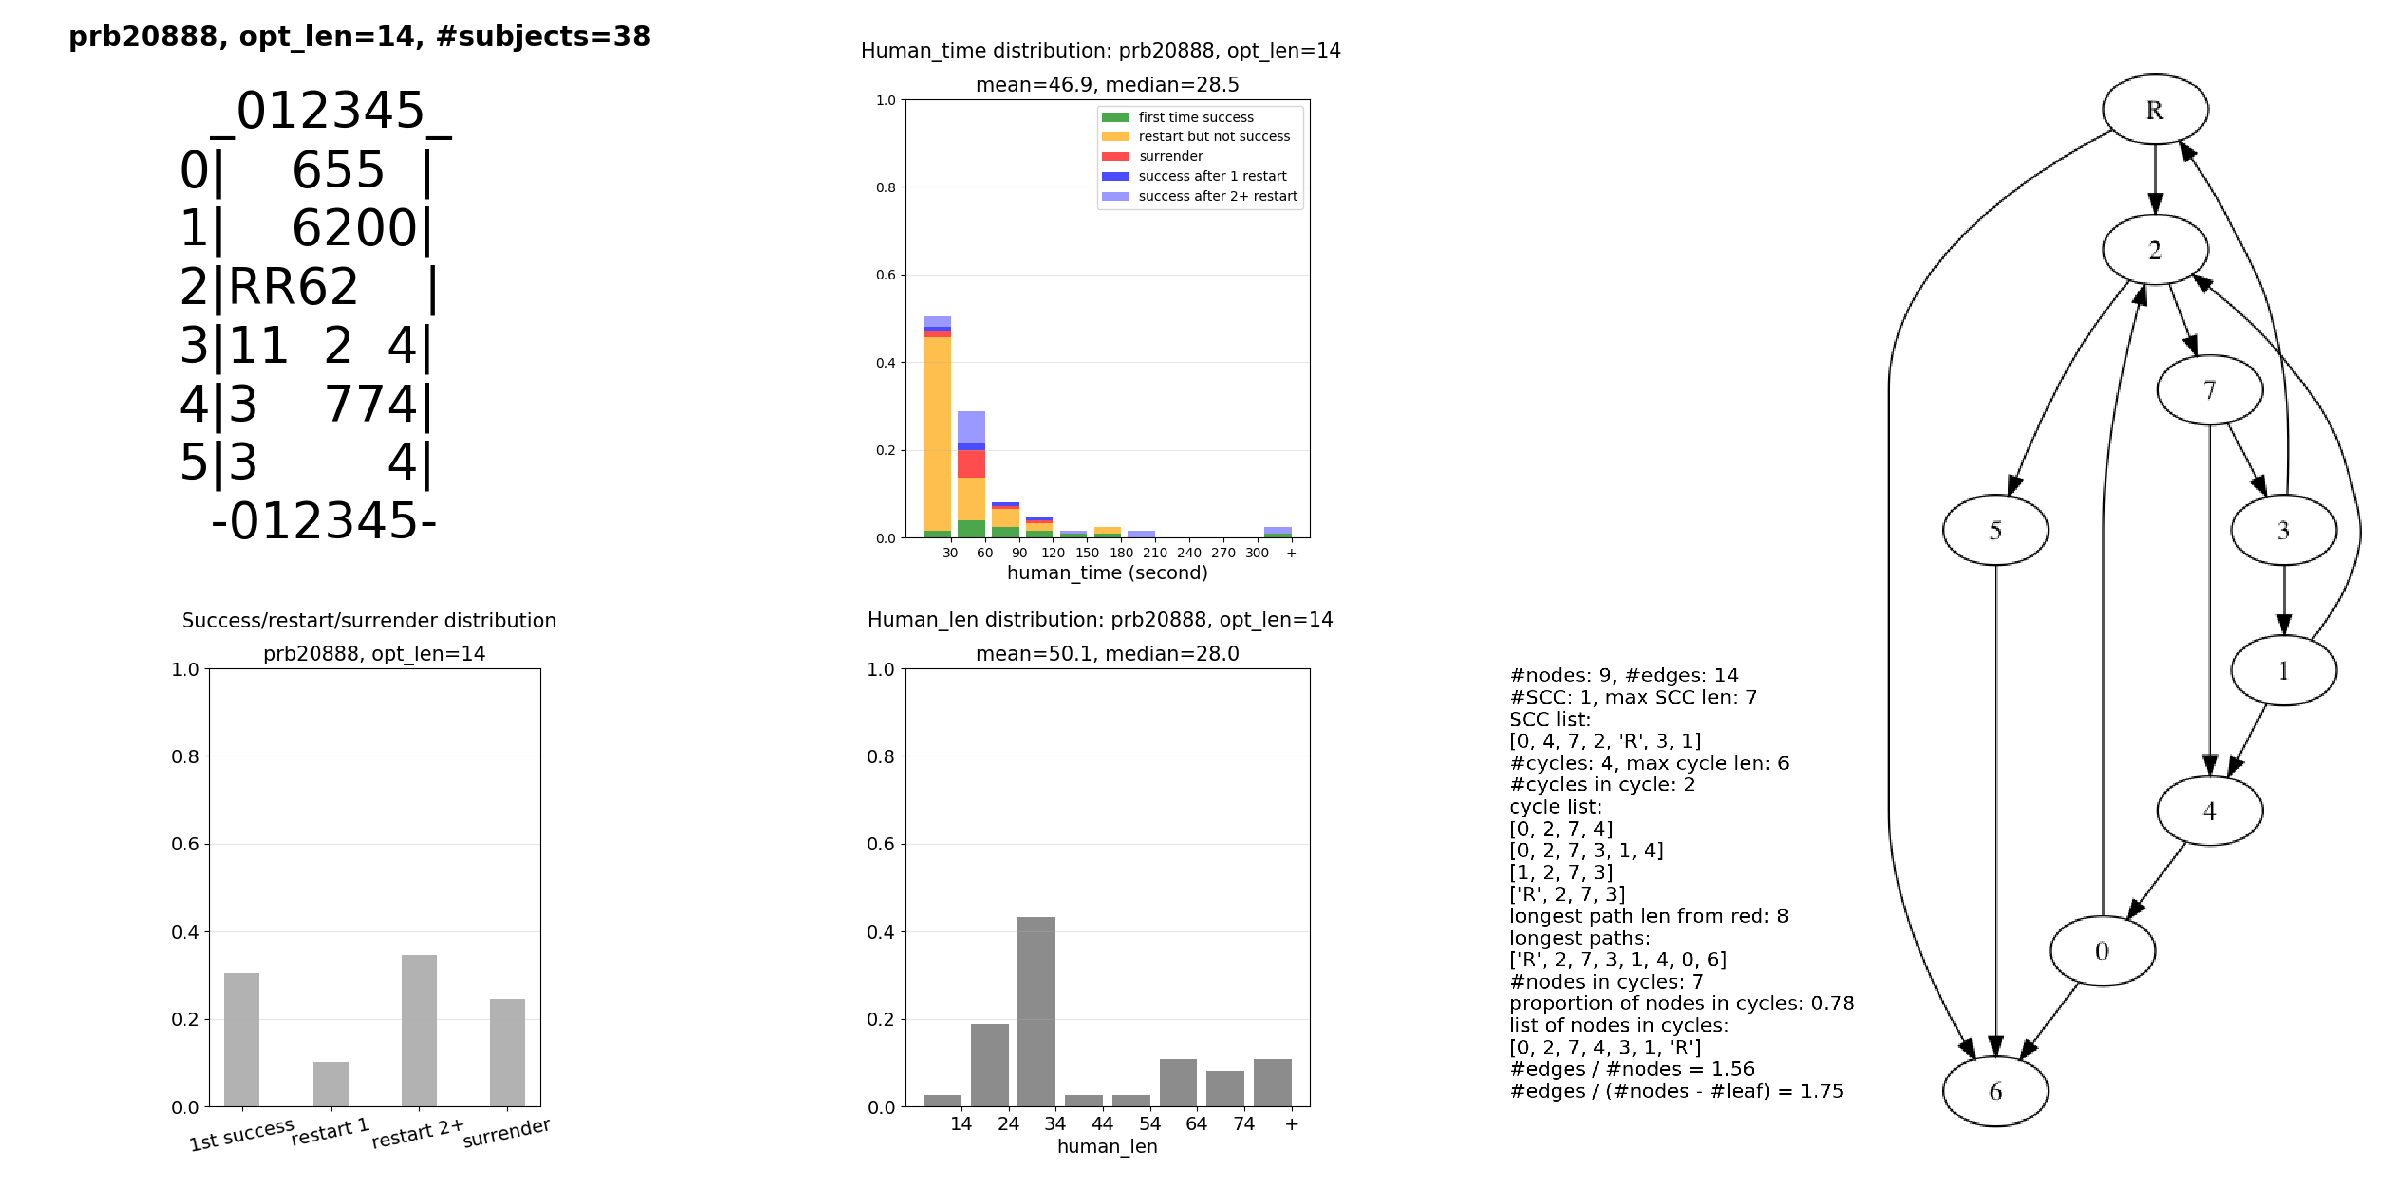 prb20888, opt_len=14, #subjects=38
_012345_
0|  655 |
1|  6200|
2|RR62  |
3|11 2 4|
4|3  774|
5|3    4|
-012345-
Human_time distribution: prb20888, opt_len=14
mean=46.9, median=28.5
1.0
0.8
0.6
0.4
0.2
0.0
first time success
restart but not success
surrender
success after 1 restart
success after 2+ restart
30 60 90 120 150 180 210 240 270 300 +
human_time (second)
Success/restart/surrender distribution
prb20888, opt_len=14
1.0
0.8
0.6
0.4
0.2
0.0
1st success restart 1 restart 2+ surrender
Human_len distribution: prb20888, opt_len=14
mean=50.1, median=28.0
1.0
0.8
0.6
0.4
0.2
0.0
14 24 34 44 54 64 74 +
human_len
#nodes: 9, #edges: 14
#SCC: 1, max SCC len: 7
SCC list:
[0, 4, 7, 2, 'R', 3, 1]
#cycles: 4, max cycle len: 6
#cycles in cycle: 2
cycle list:
[0, 2, 7, 4]
[0, 2, 7, 3, 1, 4]
[1, 2, 7, 3]
['R', 2, 7, 3]
longest path len from red: 8
longest paths:
['R', 2, 7, 3, 1, 4, 0, 6]
#nodes in cycles: 7
proportion of nodes in cycles: 0.78
list of nodes in cycles:
[0, 2, 7, 4, 3, 1, 'R']
#edges / #nodes = 1.56
#edges / (#nodes - #leaf) = 1.75
R
2
7
5
3
1
4
0
6